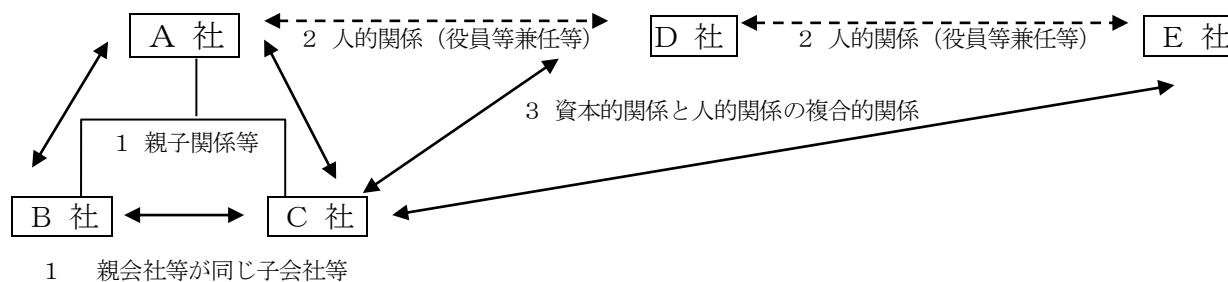 A 社
2 人的関係(役員等兼任等)
D 社
2 人的関係(役員等兼任等)
E 社
3 資本的関係と人的関係の複合的関係
1 親子関係等
B 社
C 社
1 親会社等が同じ子会社等